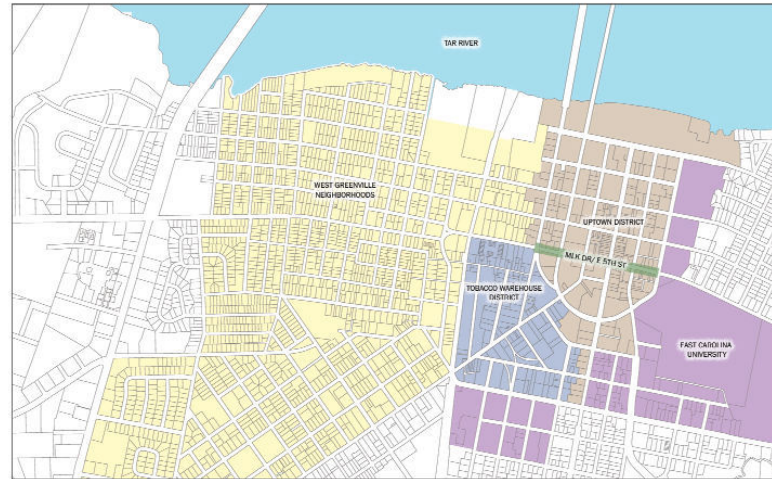 TAR RIVER
WEST GREENVILLE
NEIGHBORHOODS
UPTOWN DISTRICT
MLK DR/ E 5TH ST
TOBACCO WAREHOUSE
DISTRICT
EAST CAROLINA
UNIVERSITY